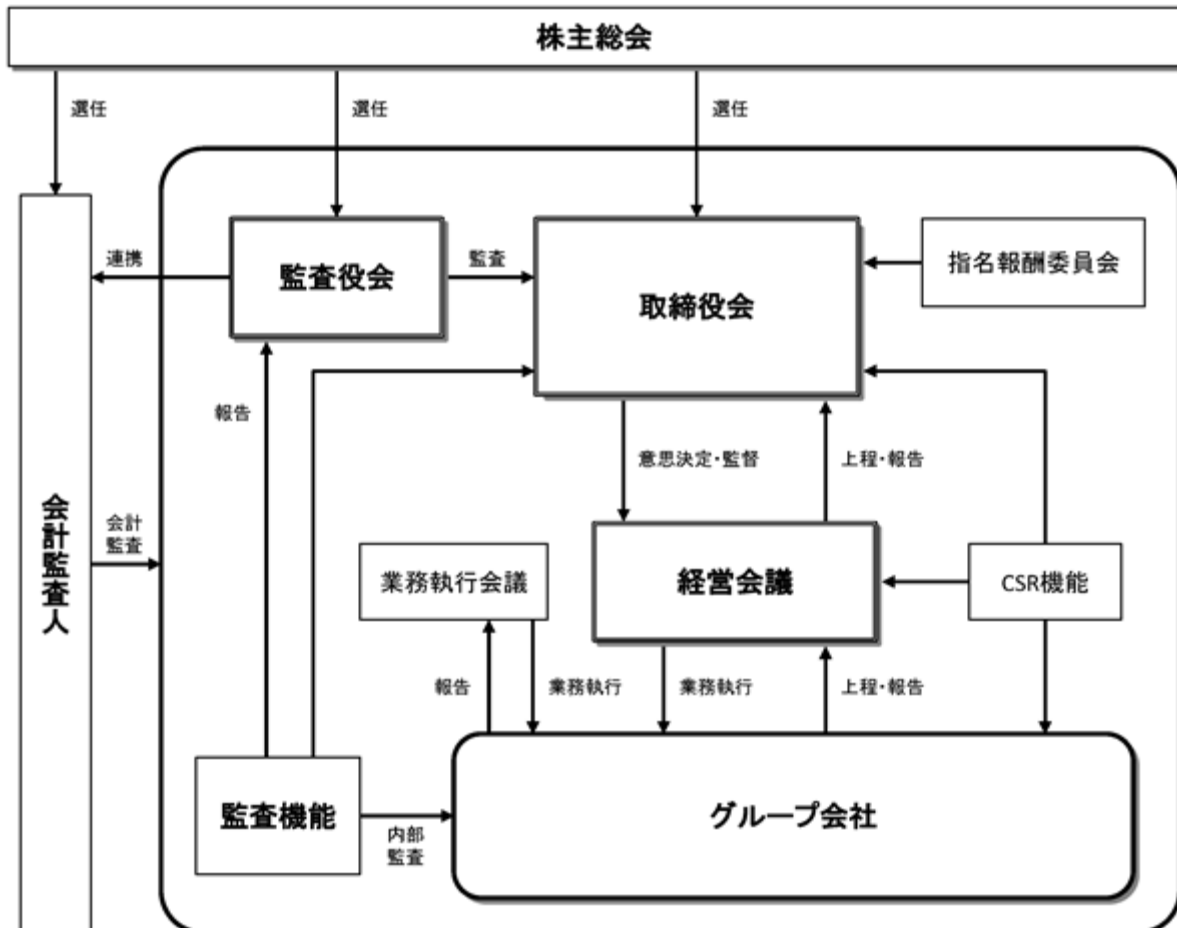 株主総会
選任
選任
選任
連携
監査役会
監査
取締役会
指名報酬委員会
報告
意思決定・監督
上程・報告
会計監査人
会計
監査
業務執行会議
経営会議
CSR機能
報告
業務執行
業務執行
上程・報告
監査機能
内部
監査
グループ会社